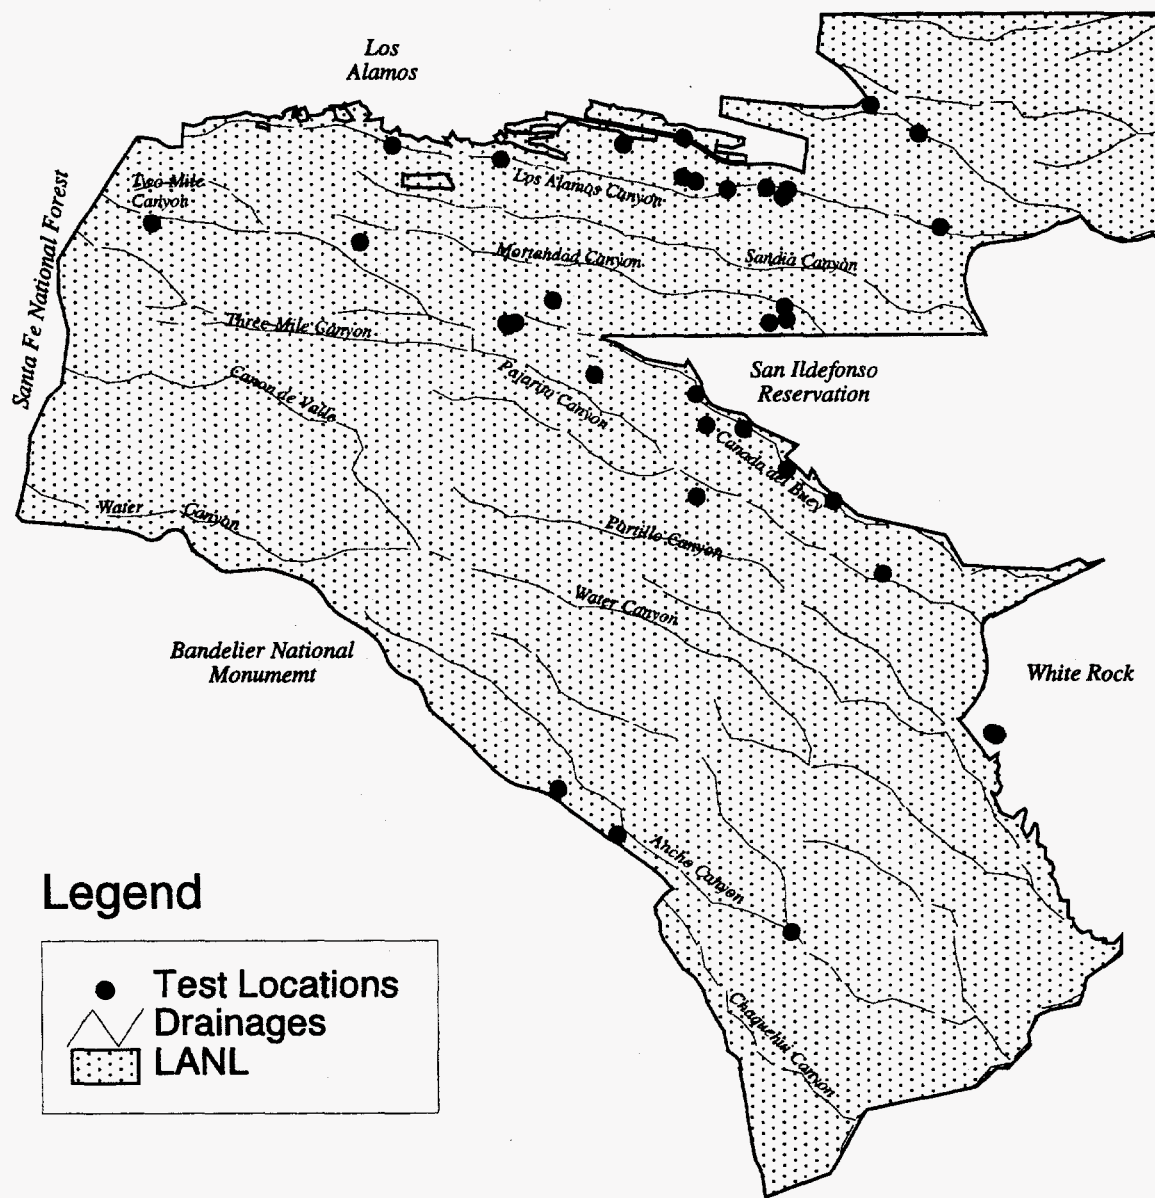 Los
Alamos
Santa Fe National Forest
Two Mile
Canyon
Los Alamos Canyon
Mortandad Canyon
Sandia Canyon
Three Mile Canyon
San Ildefonso
Reservation
Pajarito Canyon
Canon de Valle
Canada del Buey
Water Canyon
Portillo Canyon
Water Canyon
Bandelier National
Monumemt
White Rock
Ancho Canyon
Legend
Test Locations
Drainages
LANL
Chaquehui Canyon